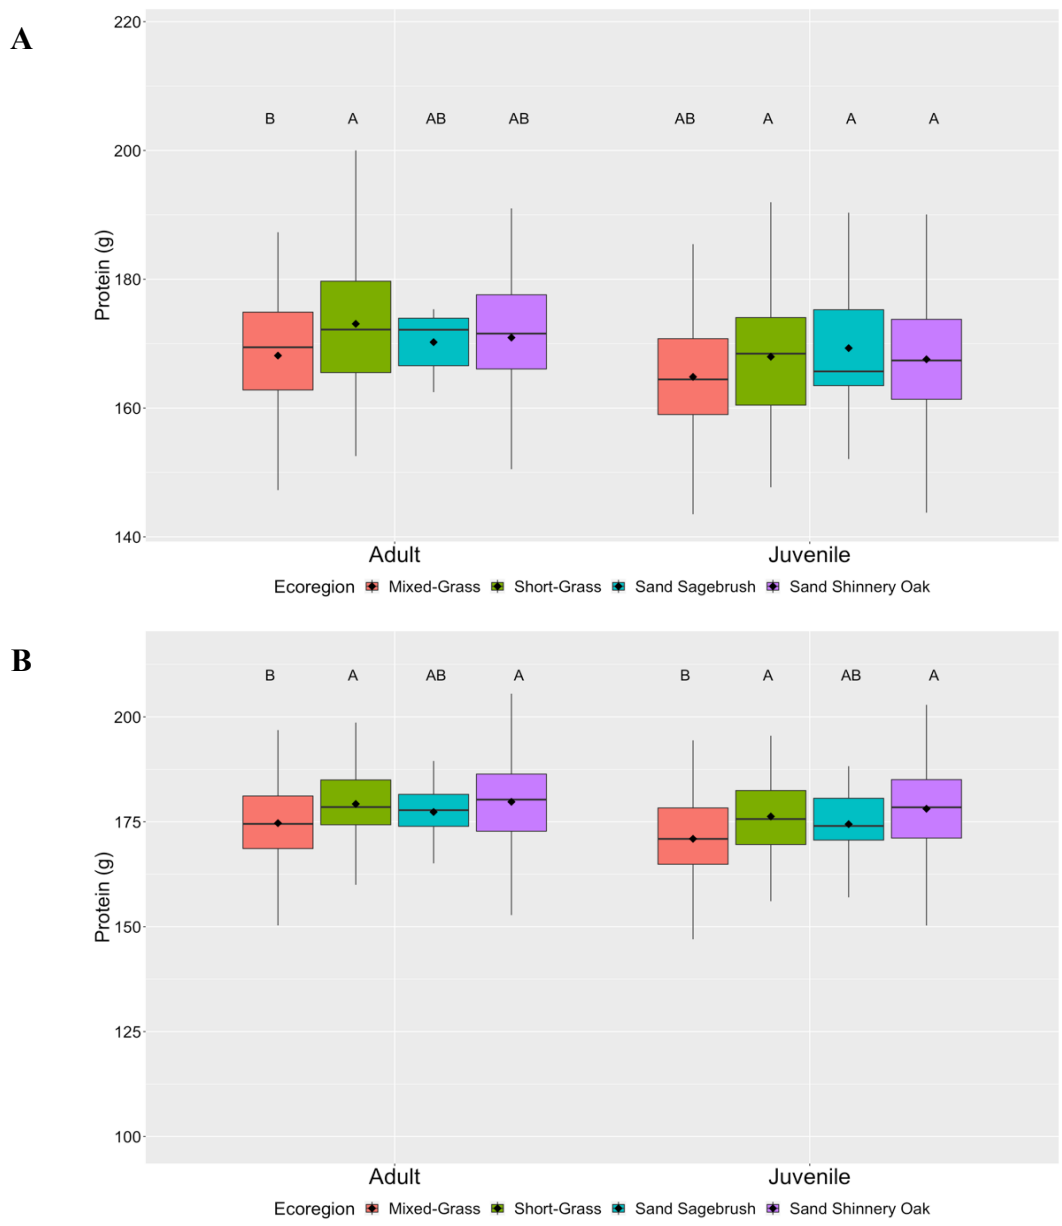 A
220
B A AB AB AB A A A
200
Protein (g)
180
160
140
Adult Juvenile
Ecoregion Mixed-Grass Short-Grass Sand Sagebrush Sand Shinnery Oak
B
B A AB A B A AB A
200
175
Protein (g)
150
125
100
Adult Juvenile
Ecoregion Mixed-Grass Short-Grass Sand Sagebrush Sand Shinnery Oak